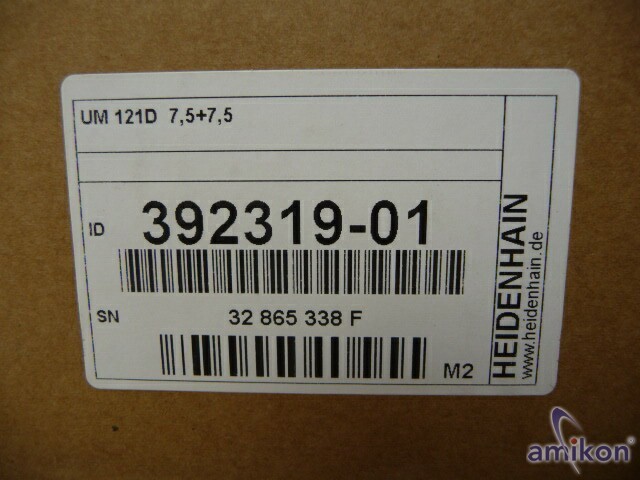 UM 121D 7,5+7,5
ID 392319-01
SN 32 865 338 F
M2
HEIDENHAIN
www.heidenhain.de
amikon